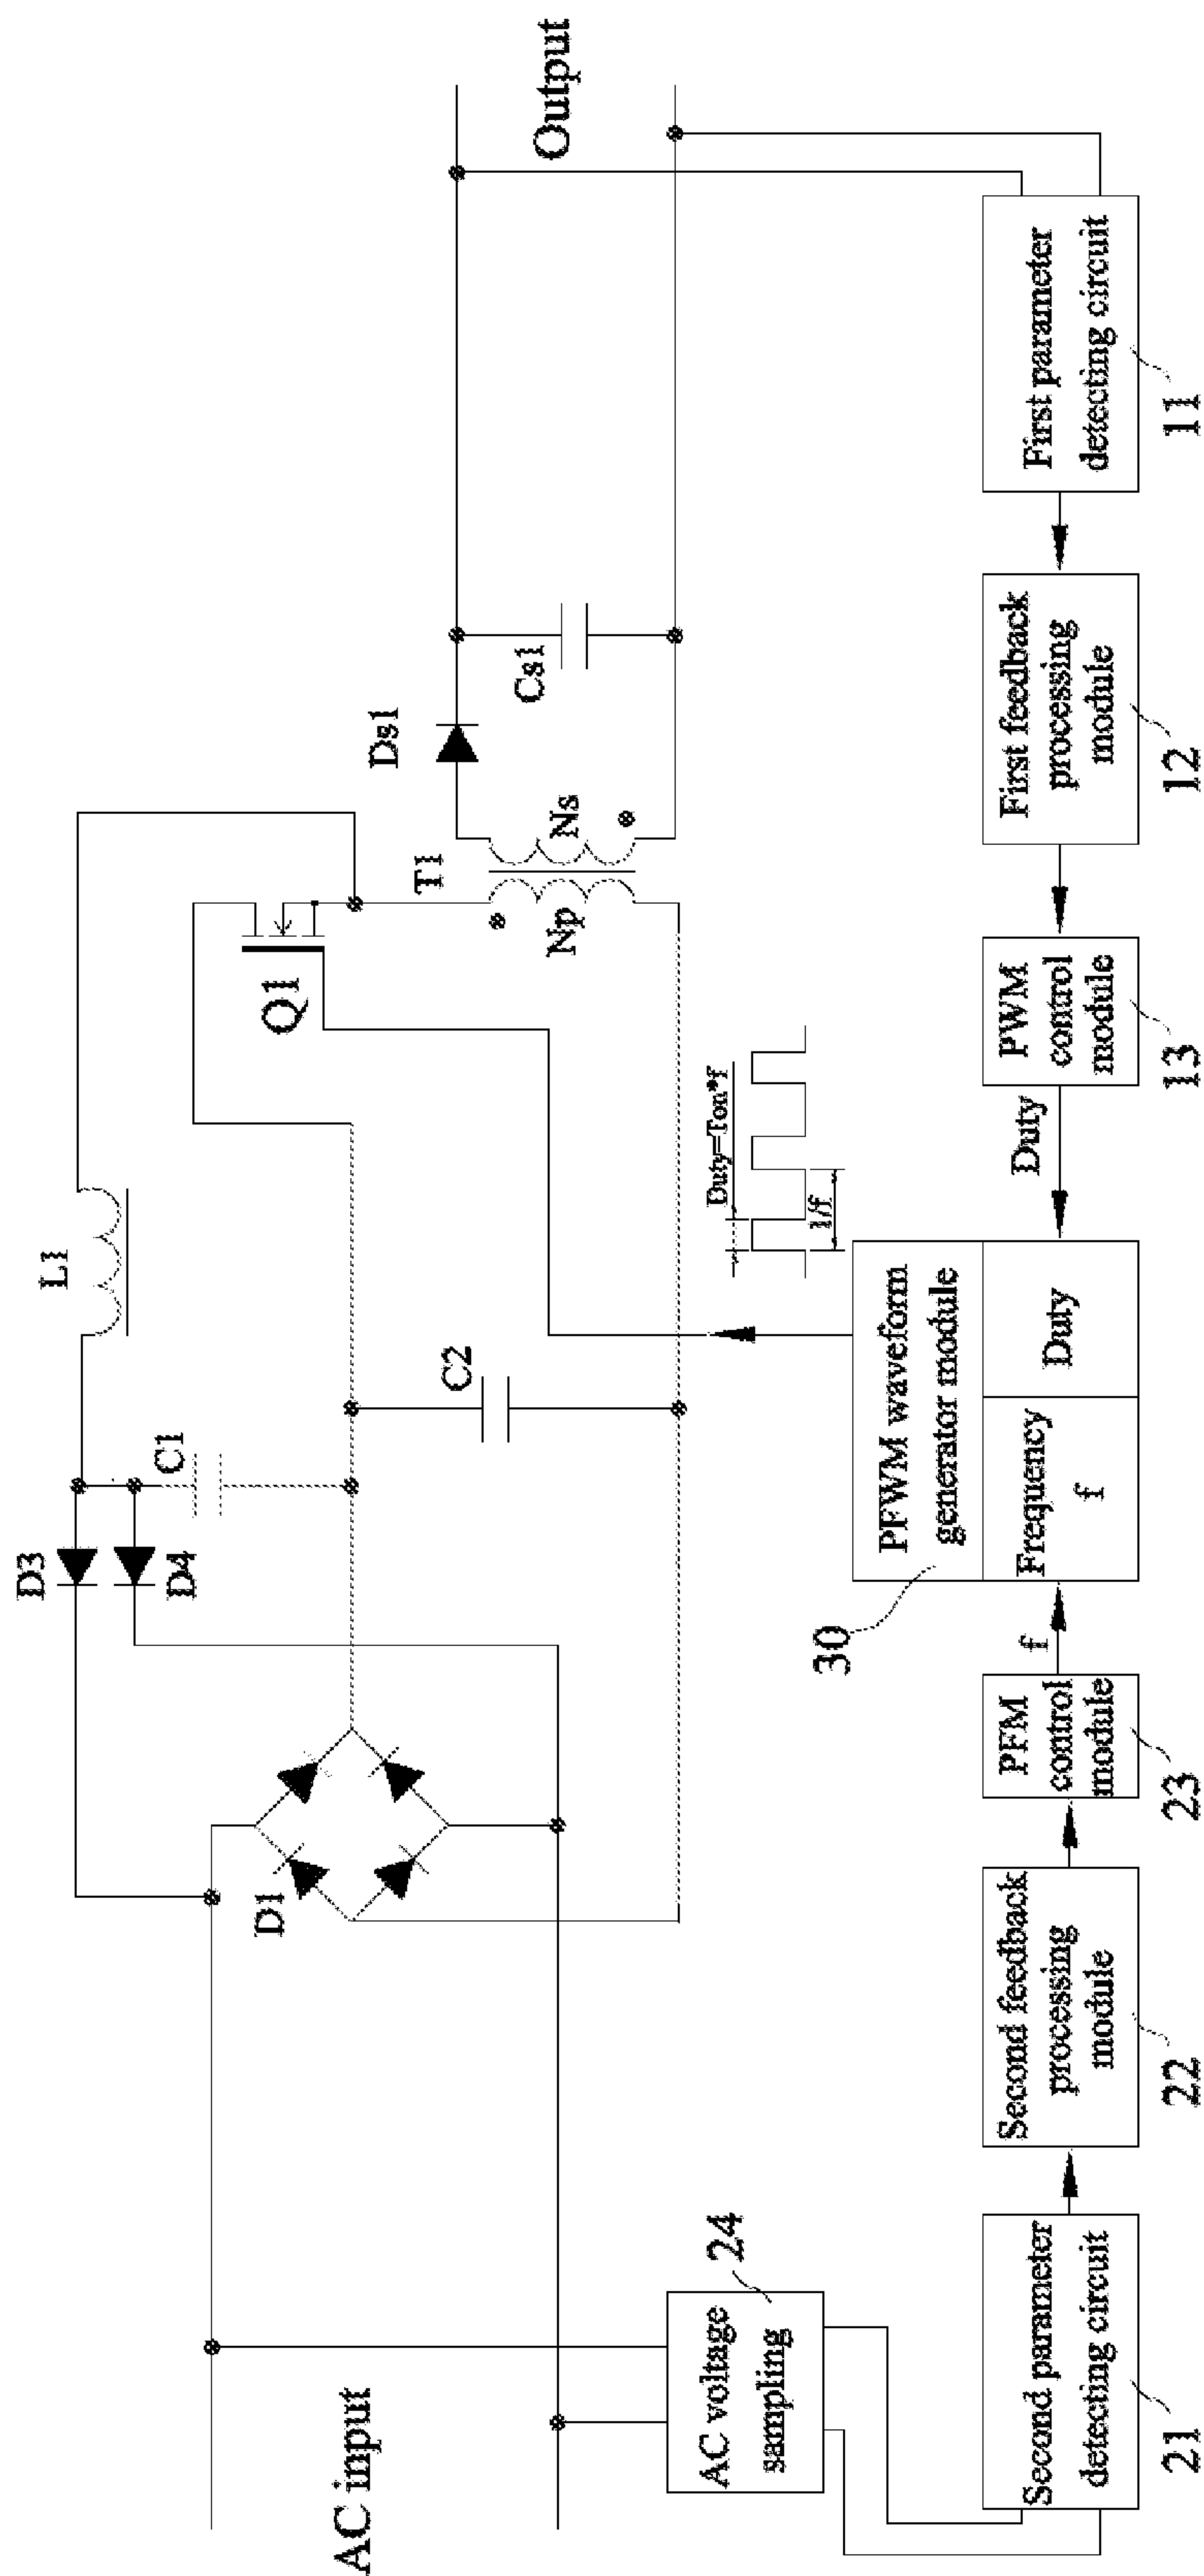 AC input
D3
D4
D1
C1
L1
C2
Q1
T1
Np
Ns
Ds1
Cs1
Output
Duty=Ton*f
1/f
AC voltage
sampling
24
Second parameter
detecting circuit
21
Second feedback
processing
module
22
PFM
control
module
23
f
PFWM waveform
generator module
Frequency
f
Duty
30
Duty
PWM
control
module
13
First feedback
processing
module
12
First parameter
detecting circuit
11